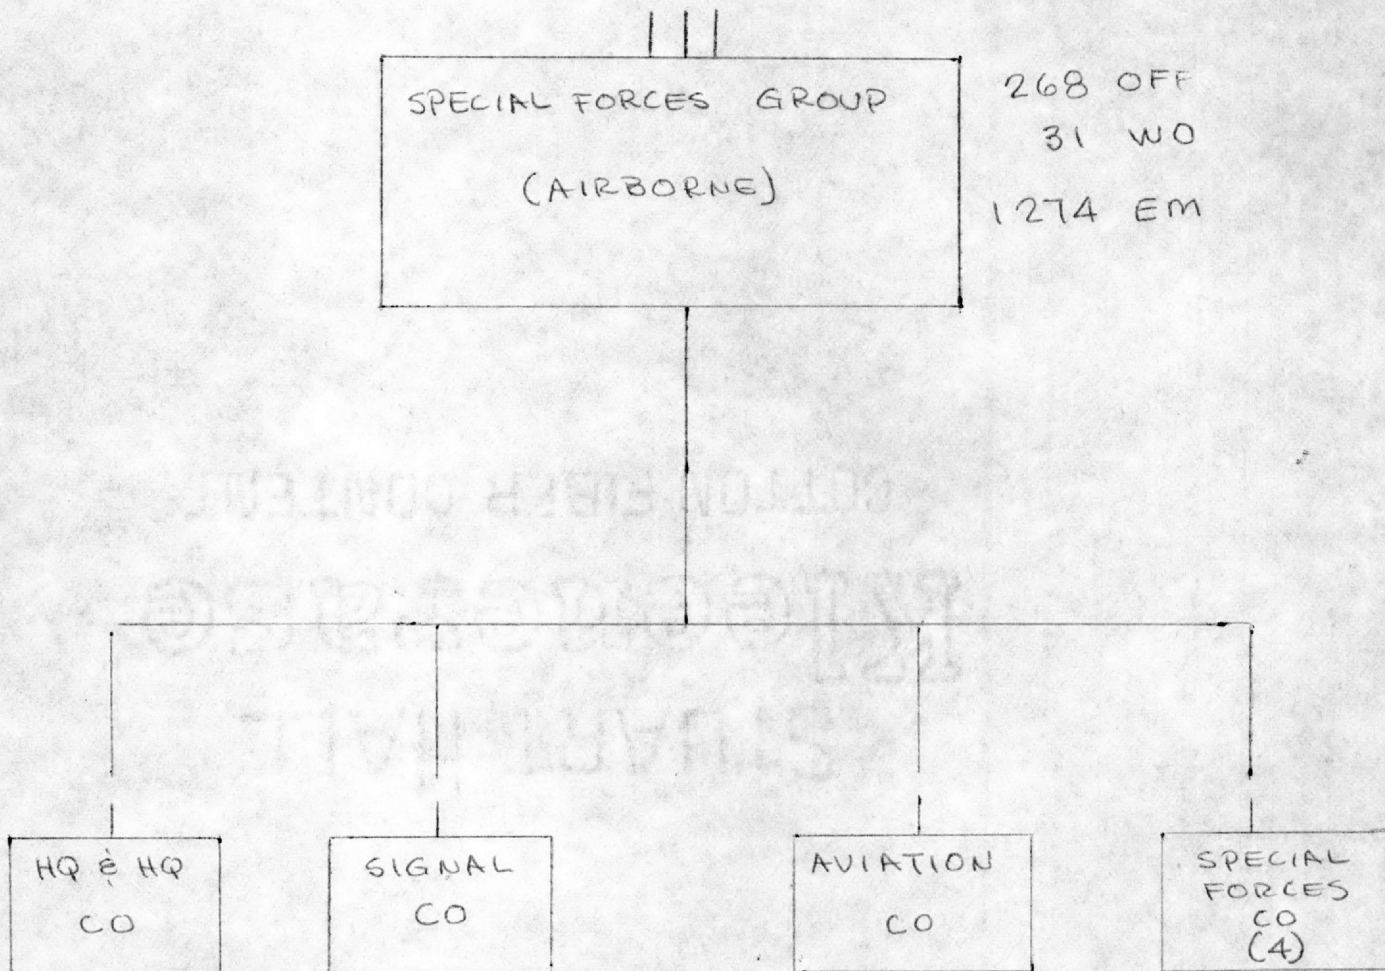 SPECIAL FORCES GROUP
(AIRBORNE)
268 OFF
31 WO
1274 EM
HQ & HQ
CO
SIGNAL
CO
AVIATION
CO
SPECIAL
FORCES
CO
(4)